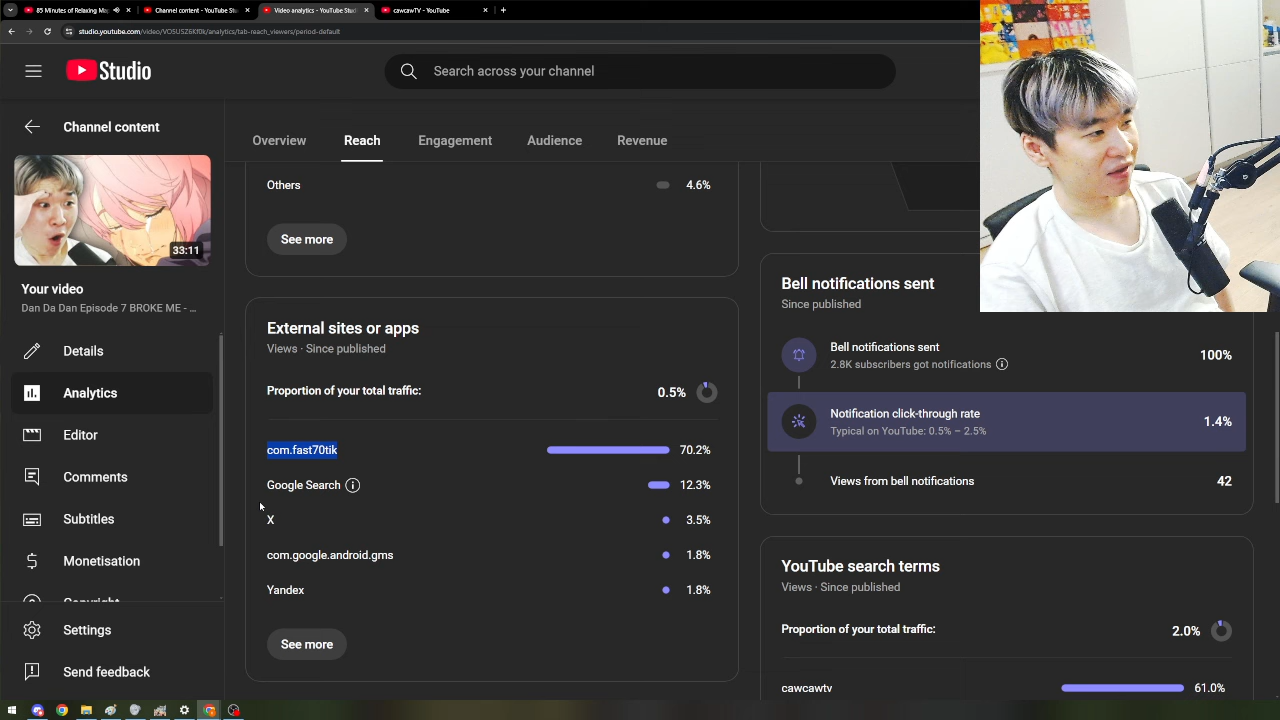 85 Minutes of Relaxing Ma
Channel content - YouTube Stu
Video analytics - YouTube Studi
cawcawTV - YouTube
studio.youtube.com/video/VO5USZ6Kf0k/analytics/tab-reach_viewers/period-default
Studio
Search across your channel
Channel content
33:11
Your video
Dan Da Dan Episode 7 BROKE ME - ...
Details
Analytics
Editor
Comments
Subtitles
Monetisation
Copyright
Settings
Send feedback
Overview
Reach
Engagement
Audience
Revenue
Others 4.6%
See more
External sites or apps
Views · Since published
Proportion of your total traffic: 0.5%
com.fast70tik 70.2%
Google Search 12.3%
X 3.5%
com.google.android.gms 1.8%
Yandex 1.8%
See more
Bell notifications sent
Since published
Bell notifications sent
2.8K subscribers got notifications
100%
Notification click-through rate
Typical on YouTube: 0.5% – 2.5%
1.4%
Views from bell notifications 42
YouTube search terms
Views · Since published
Proportion of your total traffic: 2.0%
cawcawtv 61.0%